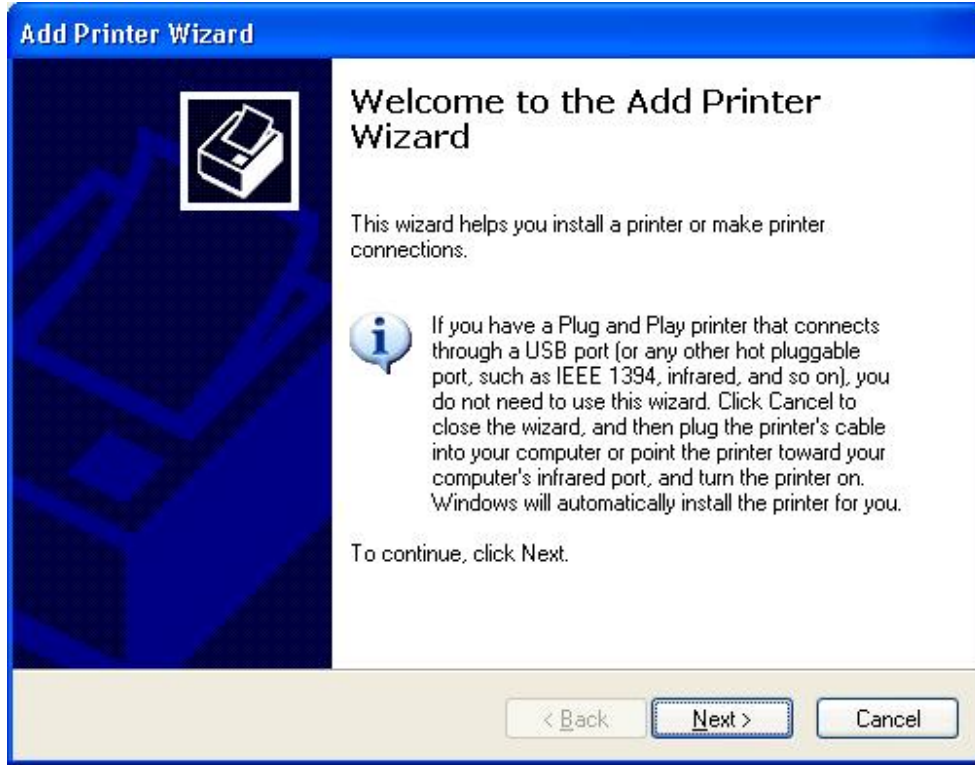 Add Printer Wizard
Welcome to the Add Printer
Wizard
This wizard helps you install a printer or make printer
connections.
If you have a Plug and Play printer that connects
through a USB port (or any other hot pluggable
port, such as IEEE 1394, infrared, and so on), you
do not need to use this wizard. Click Cancel to
close the wizard, and then plug the printer's cable
into your computer or point the printer toward your
computer's infrared port, and turn the printer on.
Windows will automatically install the printer for you.
To continue, click Next.
< Back Next > Cancel